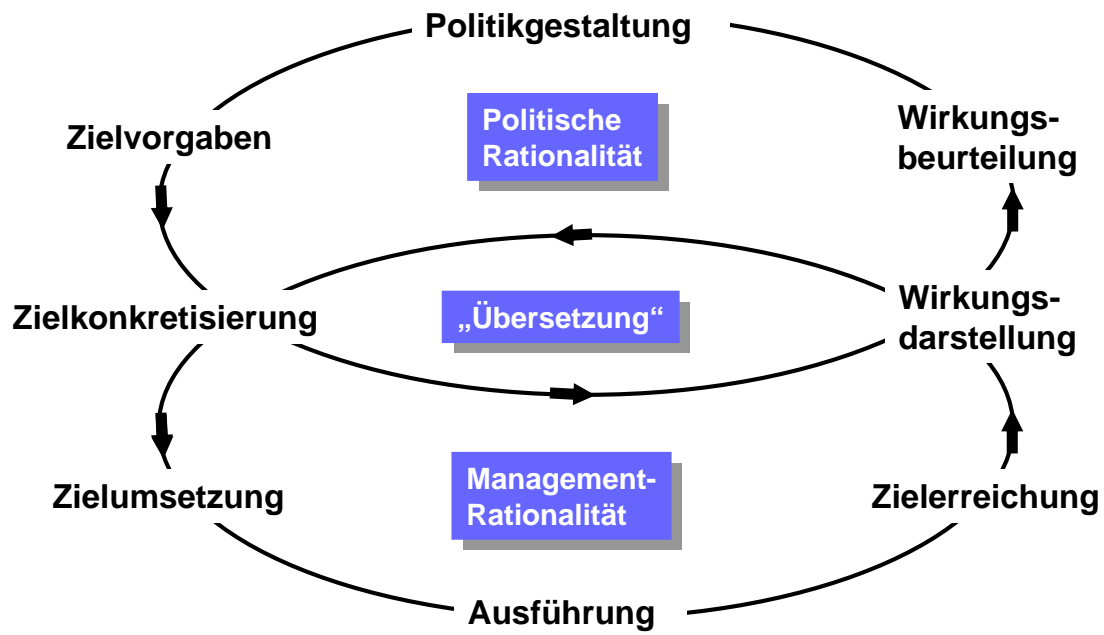 Politikgestaltung
Politische
Rationalität
Zielvorgaben
Wirkungs-
beurteilung
Zielkonkretisierung
„Übersetzung“
Wirkungs-
darstellung
Zielumsetzung
Management-
Rationalität
Zielerreichung
Ausführung